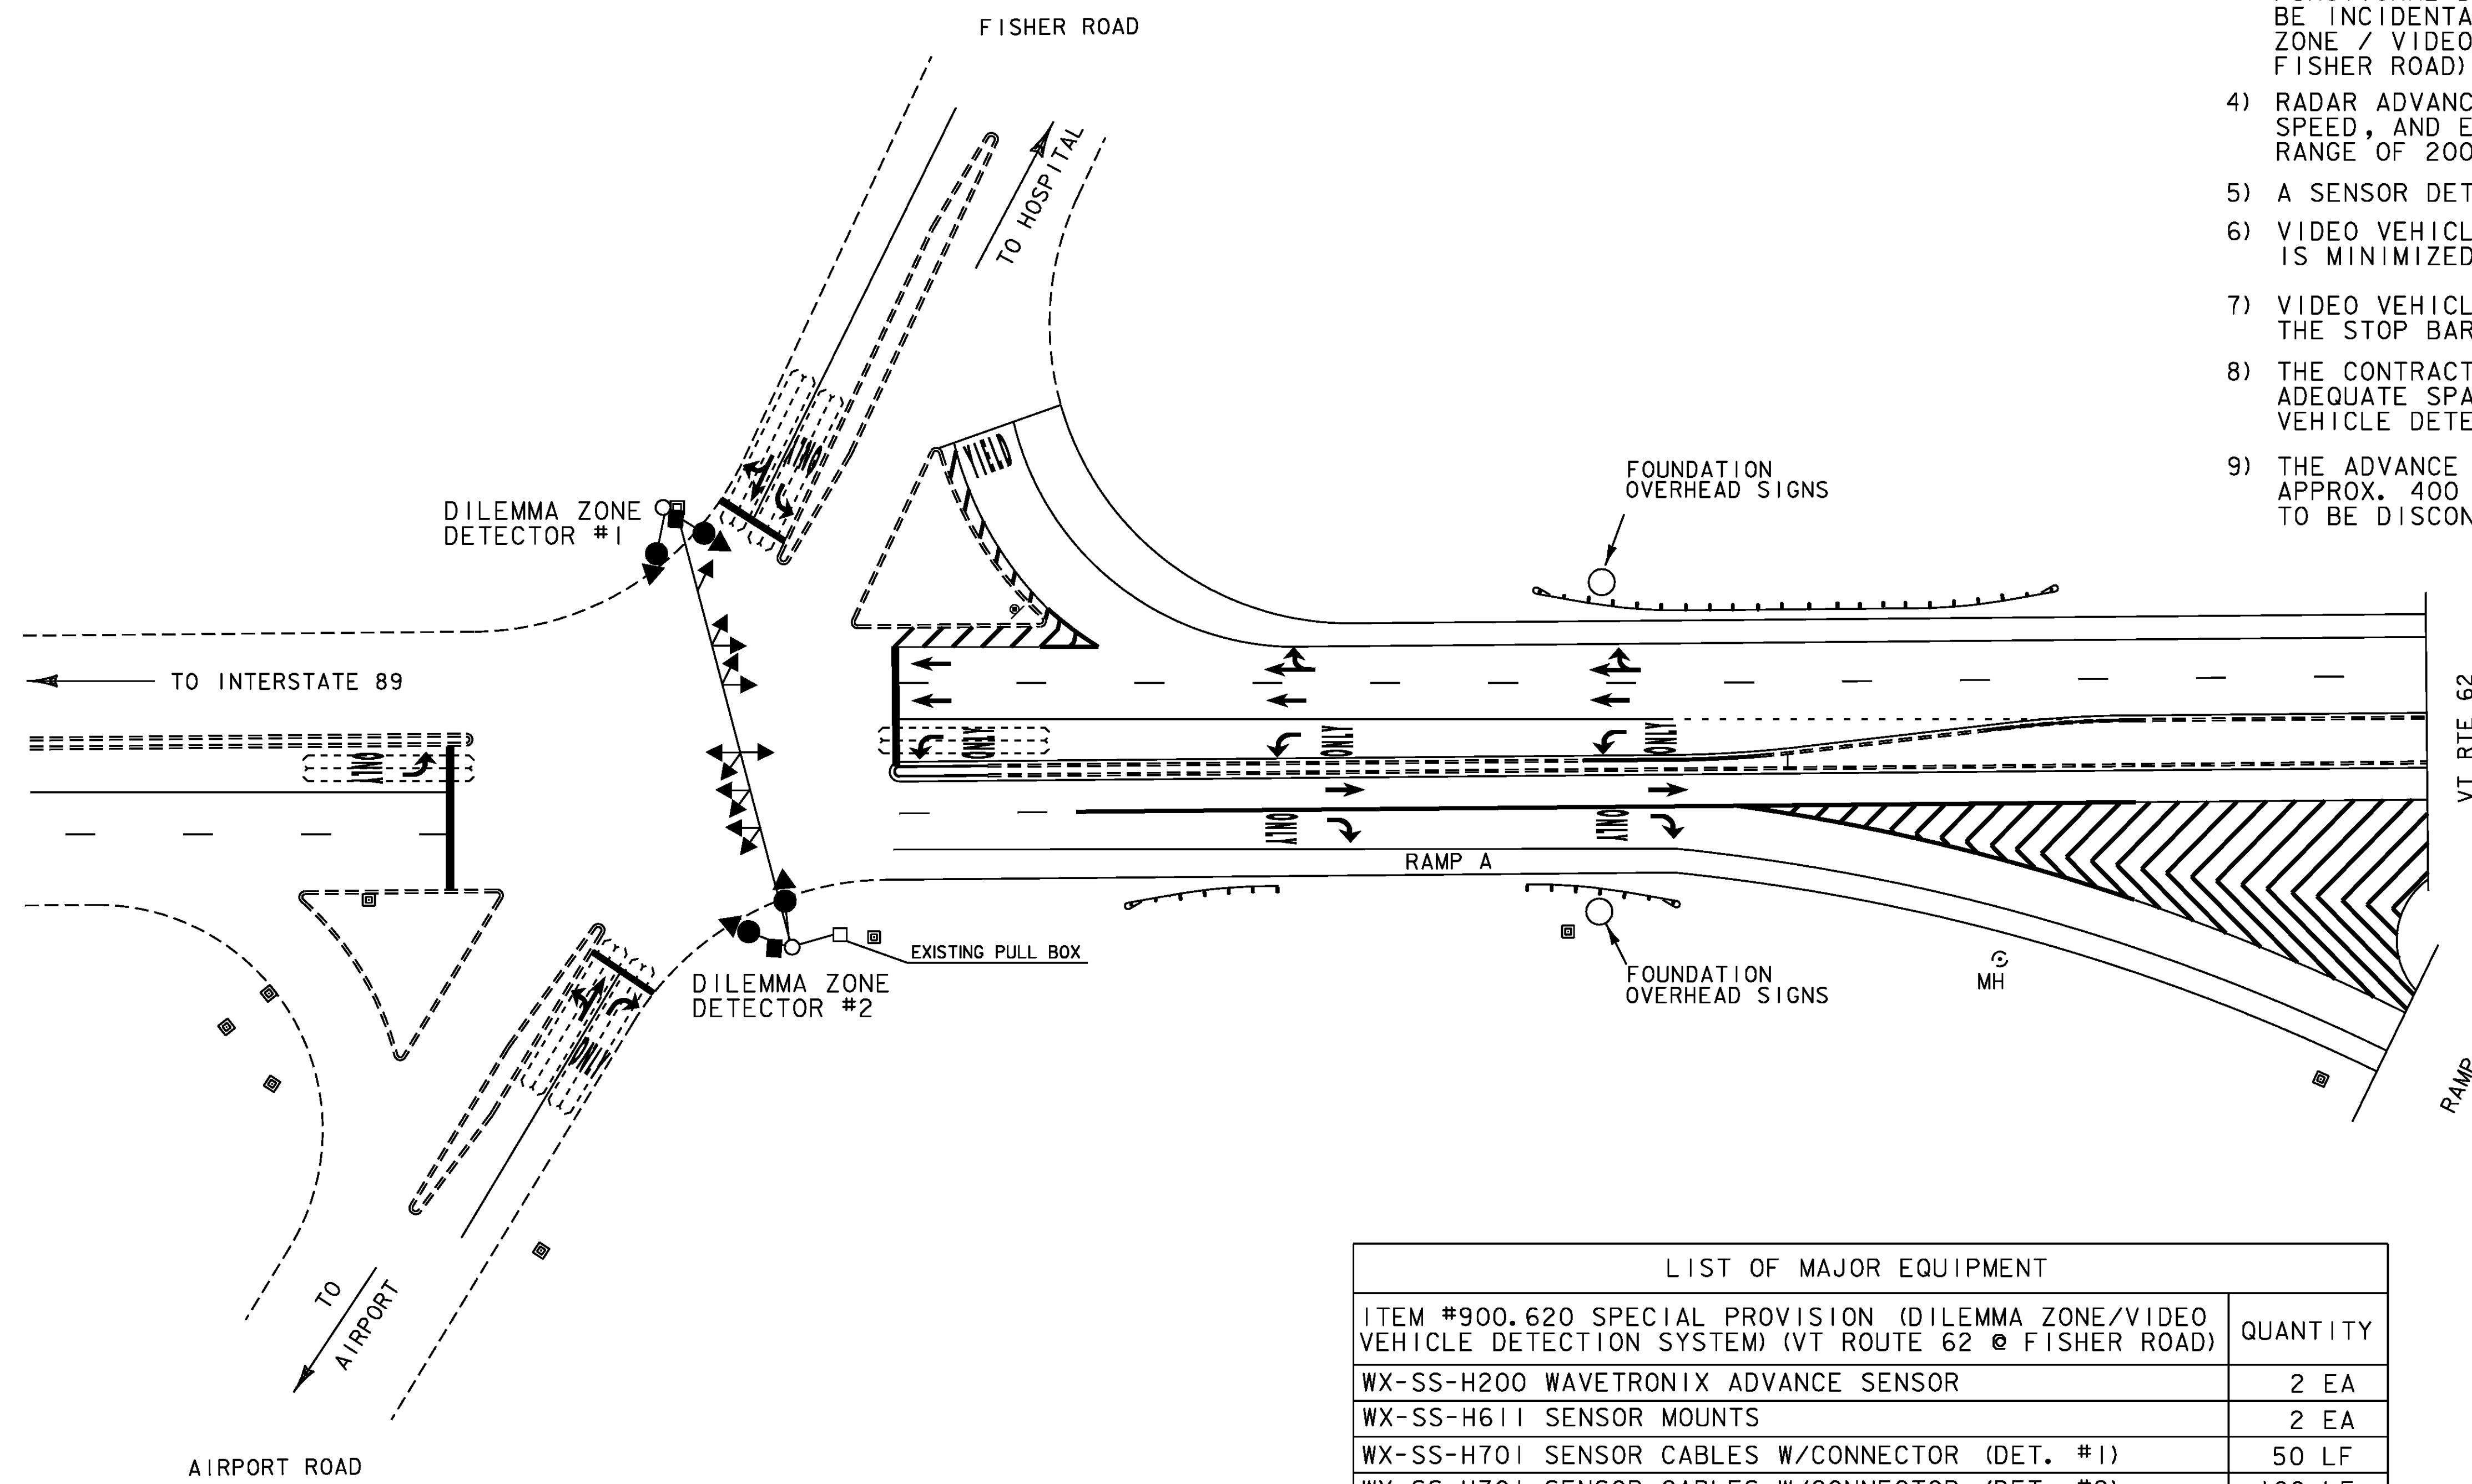 FISHER ROAD
BE INCIDENTA
ZONE / VIDEO
FISHER ROAD)
4) RADAR ADVANC
SPEED, AND E
RANGE OF 200
5) A SENSOR DET
6) VIDEO VEHICL
IS MINIMIZED
7) VIDEO VEHICL
THE STOP BAR
8) THE CONTRACT
ADEQUATE SPA
VEHICLE DETE
9) THE ADVANCE
APPROX. 400
TO BE DISCON
TO HOSPITAL
YIELD
ONLY
FOUNDATION
OVERHEAD SIGNS
DILEMMA ZONE
DETECTOR #1
TO INTERSTATE 89
ONLY
ONLY
ONLY
ONLY
VT RTE 62
ONLY
ONLY
RAMP A
EXISTING PULL BOX
DILEMMA ZONE
DETECTOR #2
FOUNDATION
OVERHEAD SIGNS
MH
ONLY
RAMP
TO
AIRPORT
AIRPORT ROAD
LIST OF MAJOR EQUIPMENT
ITEM #900.620 SPECIAL PROVISION (DILEMMA ZONE/VIDEO
VEHICLE DETECTION SYSTEM) (VT ROUTE 62 @ FISHER ROAD)
QUANTITY
WX-SS-H200 WAVETRONIX ADVANCE SENSOR 2 EA
WX-SS-H611 SENSOR MOUNTS 2 EA
WX-SS-H701 SENSOR CABLES W/CONNECTOR (DET. #1) 50 LF